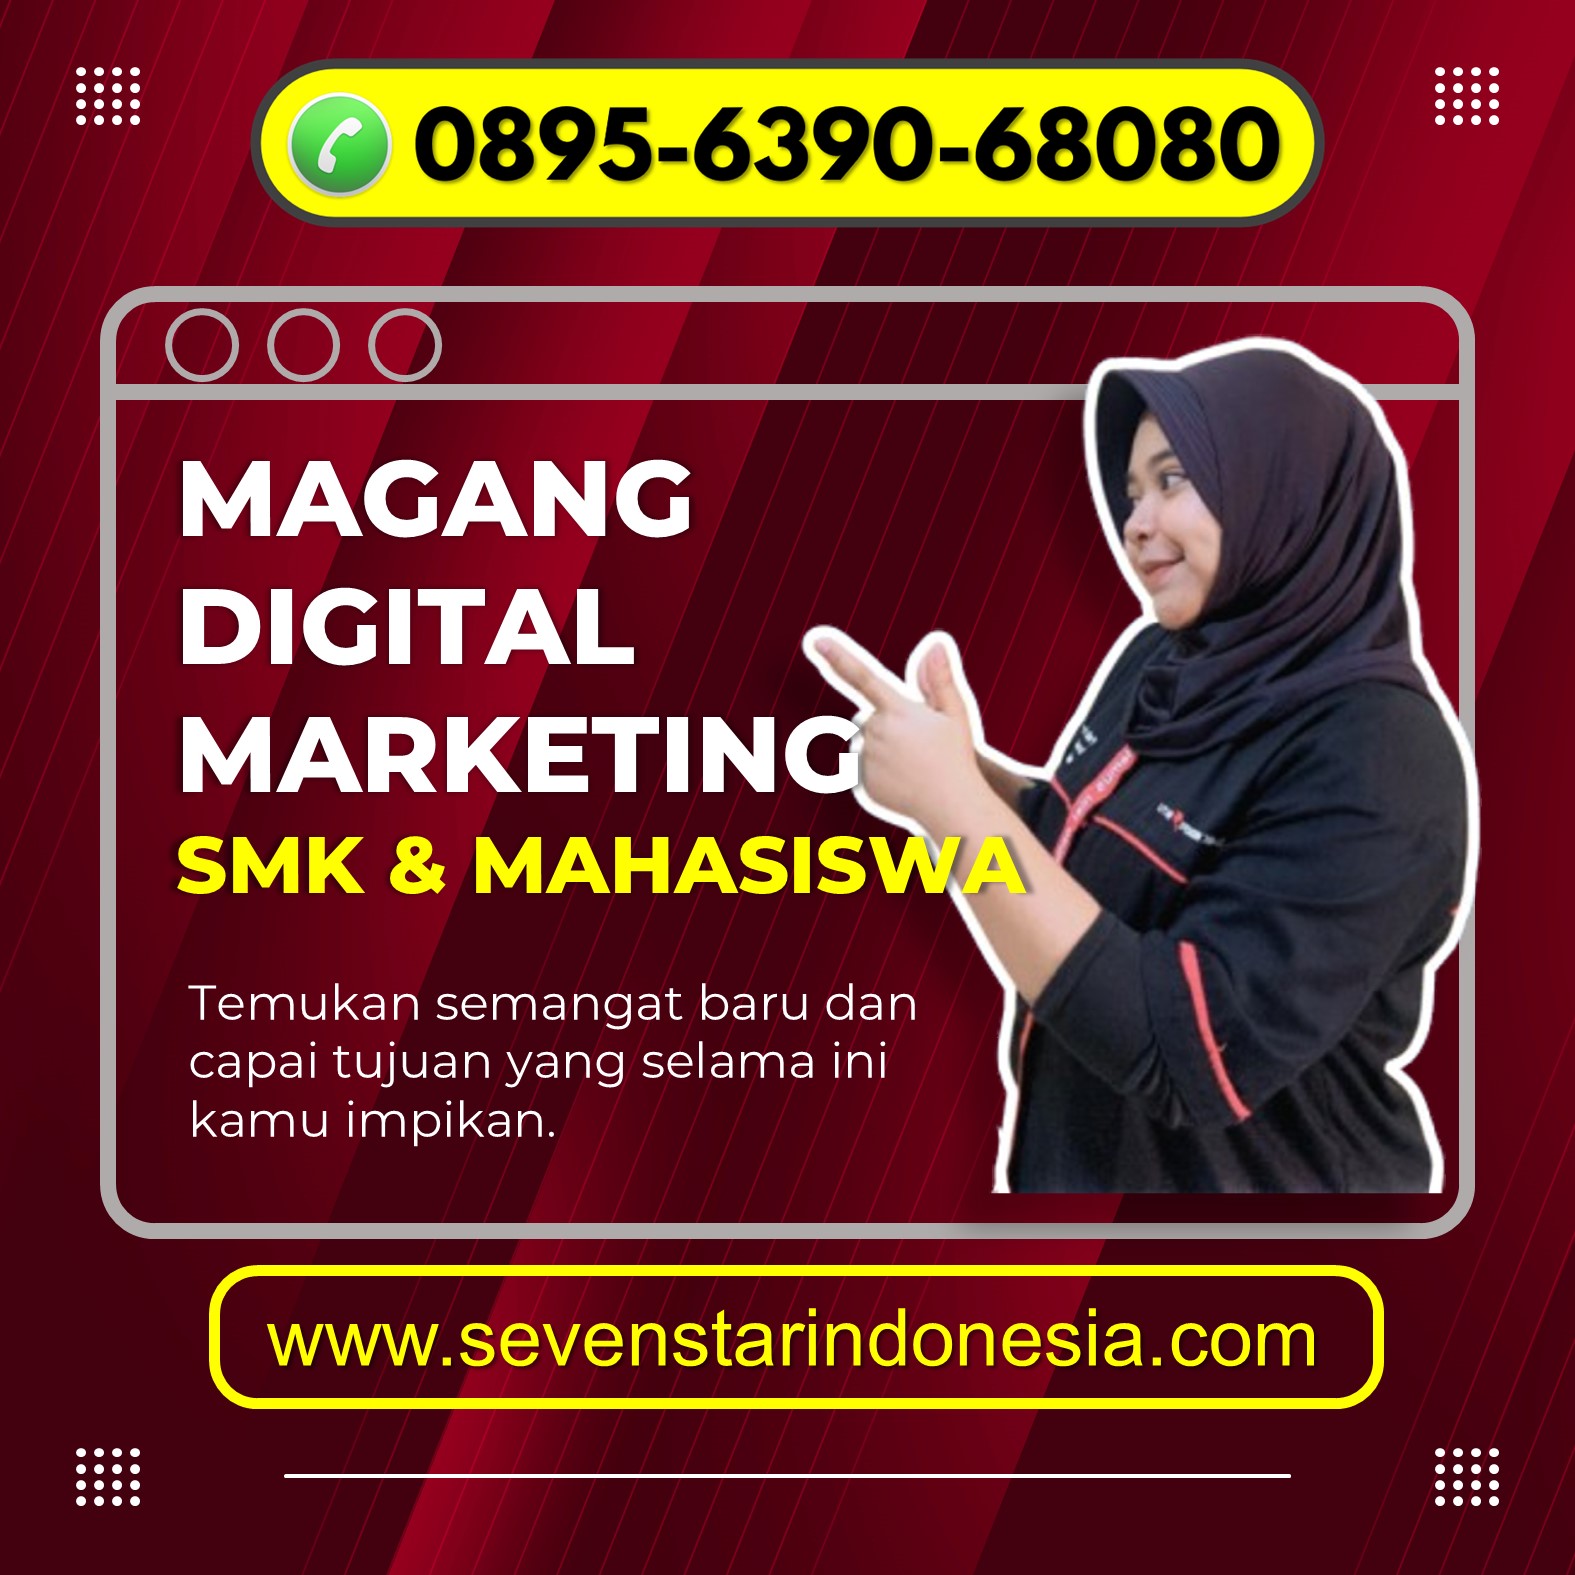 0895-6390-68080
MAGANG
DIGITAL
MARKETING
SMK & MAHASISWA
Temukan semangat baru dan
capai tujuan yang selama ini
kamu impikan.
www.sevenstarindonesia.com